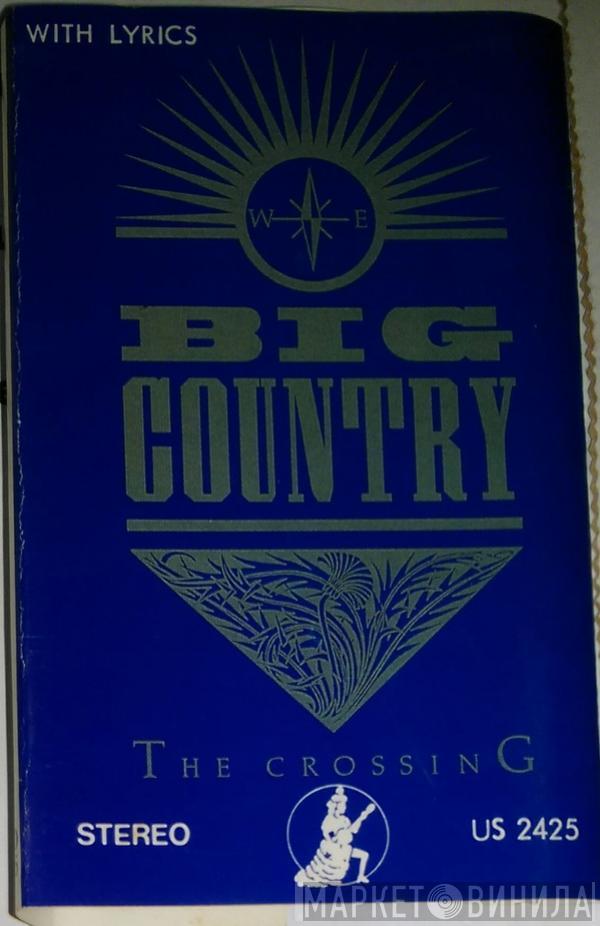 WITH LYRICS
W E
BIG
COUNTRY
THE CROSSING
STEREO
US 2425
МАРКЕТ ВИНИЛА